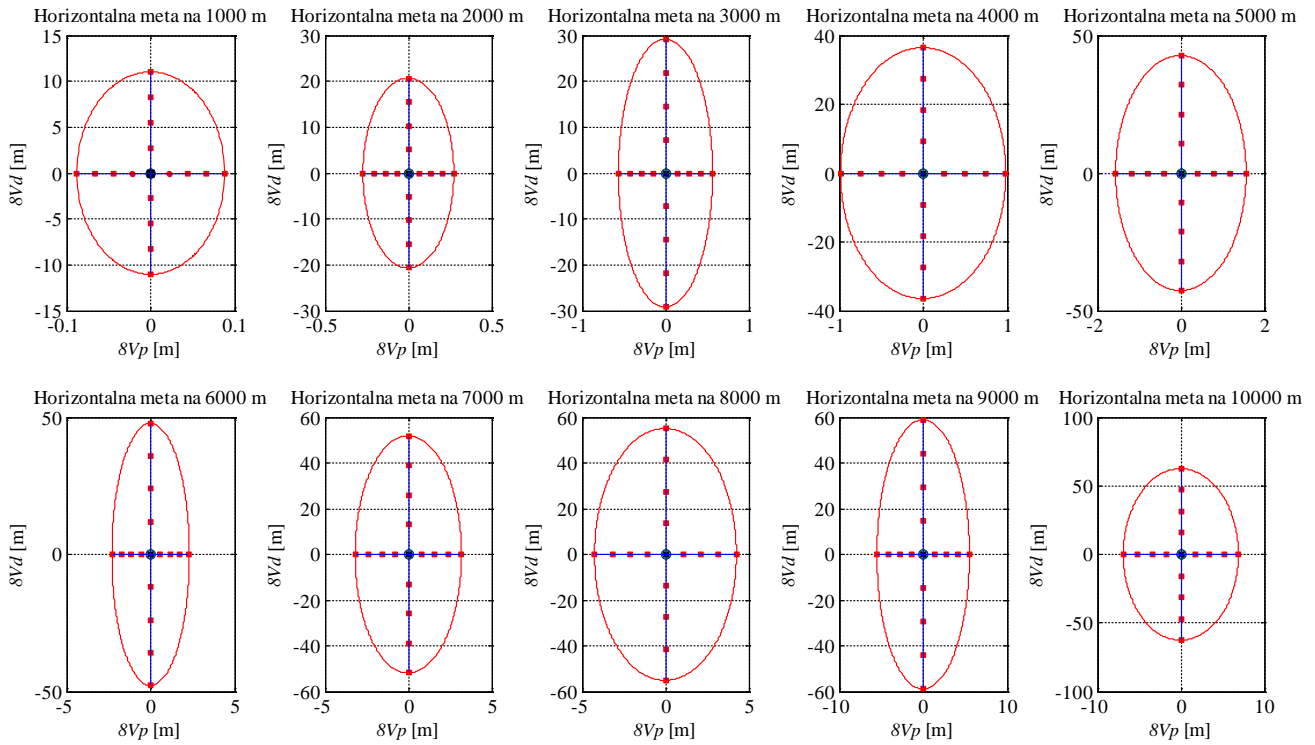 Horizontalna meta na 1000 m
15
10
5
0
-5
-10
-15
-0.1
0
0.1
8Vd [m]
8Vp [m]
Horizontalna meta na 2000 m
30
20
10
0
-10
-20
-30
-0.5
0
0.5
8Vd [m]
8Vp [m]
Horizontalna meta na 3000 m
30
20
10
0
-10
-20
-30
-1
0
1
8Vd [m]
8Vp [m]
Horizontalna meta na 4000 m
40
20
0
-20
-40
-1
0
1
8Vd [m]
8Vp [m]
Horizontalna meta na 5000 m
50
0
-50
-2
0
2
8Vd [m]
8Vp [m]
Horizontalna meta na 6000 m
50
0
-50
-5
0
5
8Vd [m]
8Vp [m]
Horizontalna meta na 7000 m
60
40
20
0
-20
-40
-60
-5
0
5
8Vd [m]
8Vp [m]
Horizontalna meta na 8000 m
60
40
20
0
-20
-40
-60
-5
0
5
8Vd [m]
8Vp [m]
Horizontalna meta na 9000 m
60
40
20
0
-20
-40
-60
-10
0
10
8Vd [m]
8Vp [m]
Horizontalna meta na 10000 m
100
50
0
-50
-100
-10
0
10
8Vd [m]
8Vp [m]